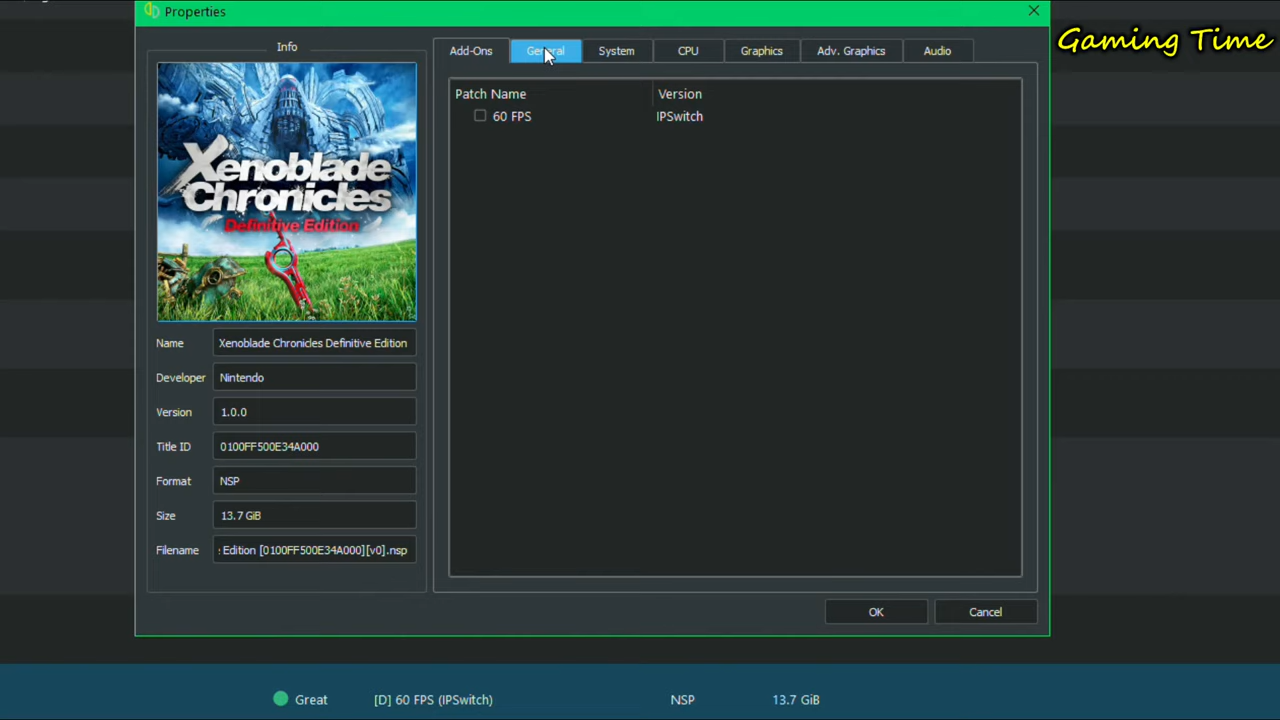 Properties
Gaming Time
Info
Add-Ons
General
System
CPU
Graphics
Adv. Graphics
Audio
Patch Name
Version
60 FPS
IPSwitch
Xenoblade
Chronicles
Definitive Edition
Name
Xenoblade Chronicles Definitive Edition
Developer
Nintendo
Version
1.0.0
Title ID
0100FF500E34A000
Format
NSP
Size
13.7 GiB
Filename
Edition [0100FF500E34A000][v0].nsp
OK
Cancel
Great
[D] 60 FPS (IPSwitch)
NSP
13.7 GiB